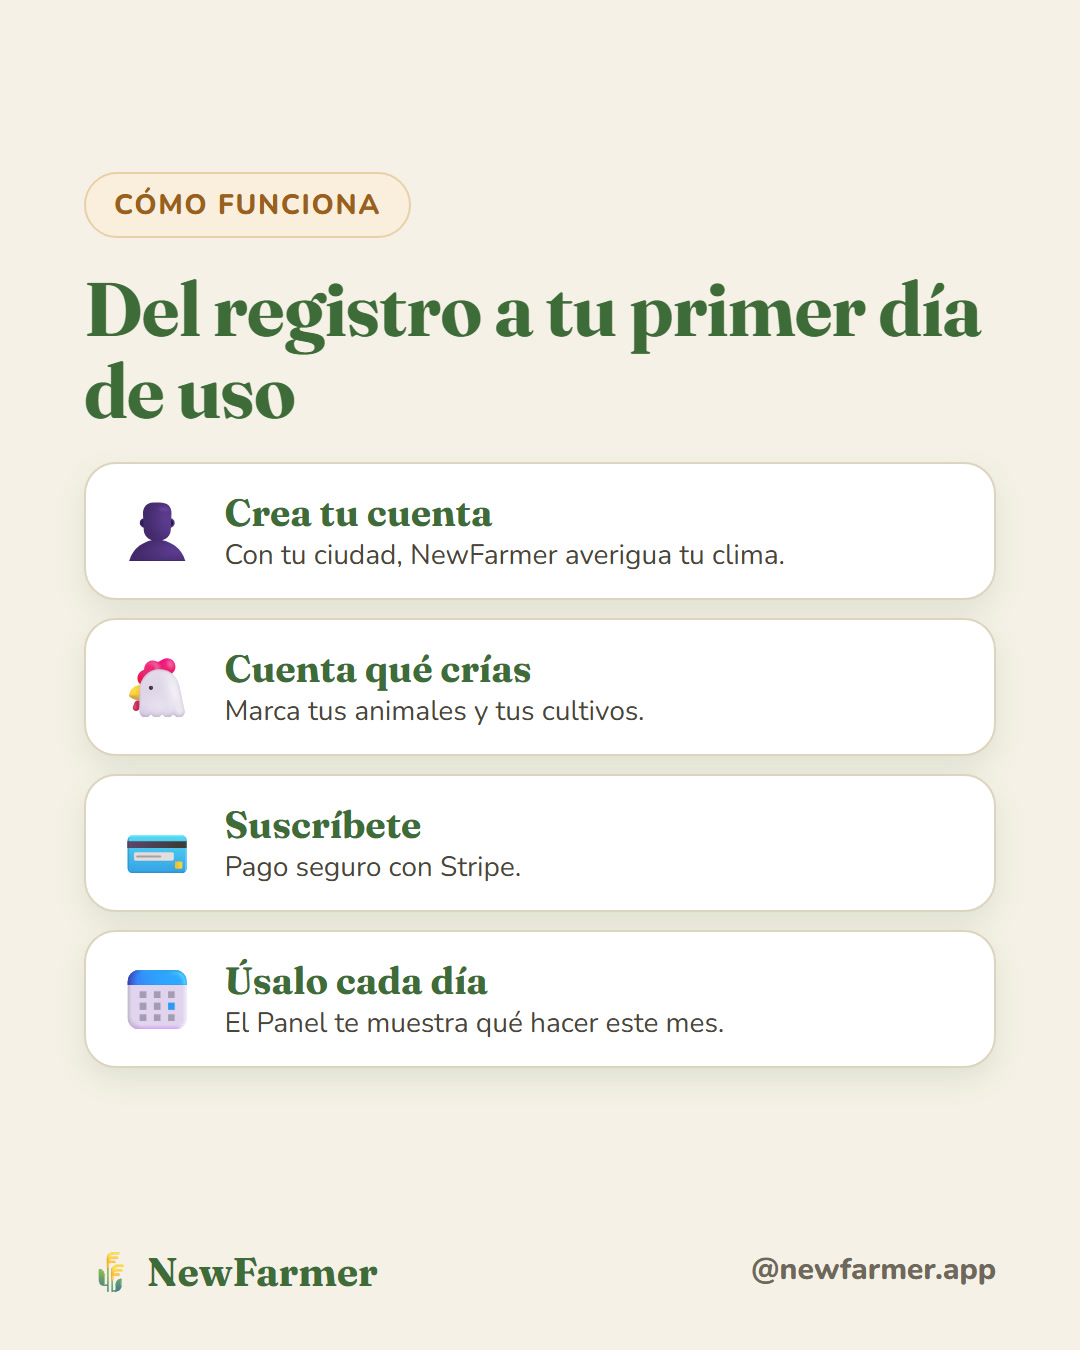 CÓMO FUNCIONA
Del registro a tu primer día
de uso
Crea tu cuenta
Con tu ciudad, NewFarmer averigua tu clima.
Cuenta qué crías
Marca tus animales y tus cultivos.
Suscríbete
Pago seguro con Stripe.
Úsalo cada día
El Panel te muestra qué hacer este mes.
NewFarmer
@newfarmer.app